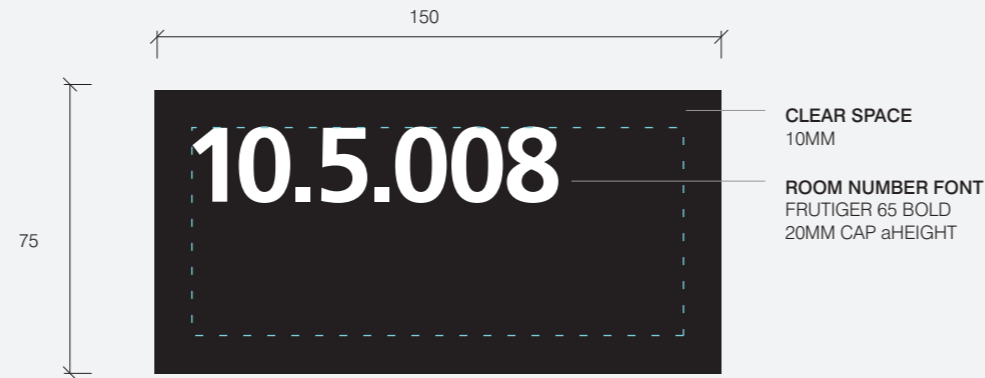 150
75
10.5.008
CLEAR SPACE
10MM
ROOM NUMBER FONT
FRUTIGER 65 BOLD
20MM CAP aHEIGHT